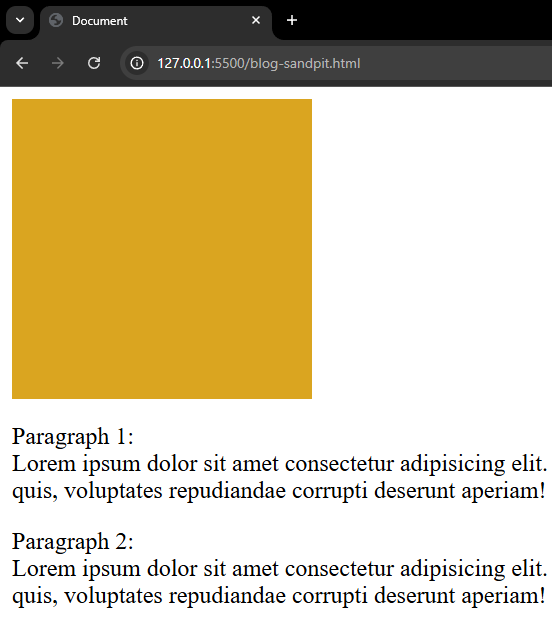 Document
127.0.0.1:5500/blog-sandpit.html
Paragraph 1:
Lorem ipsum dolor sit amet consectetur adipisicing elit.
quis, voluptates repudiandae corrupti deserunt aperiam!
Paragraph 2:
Lorem ipsum dolor sit amet consectetur adipisicing elit.
quis, voluptates repudiandae corrupti deserunt aperiam!